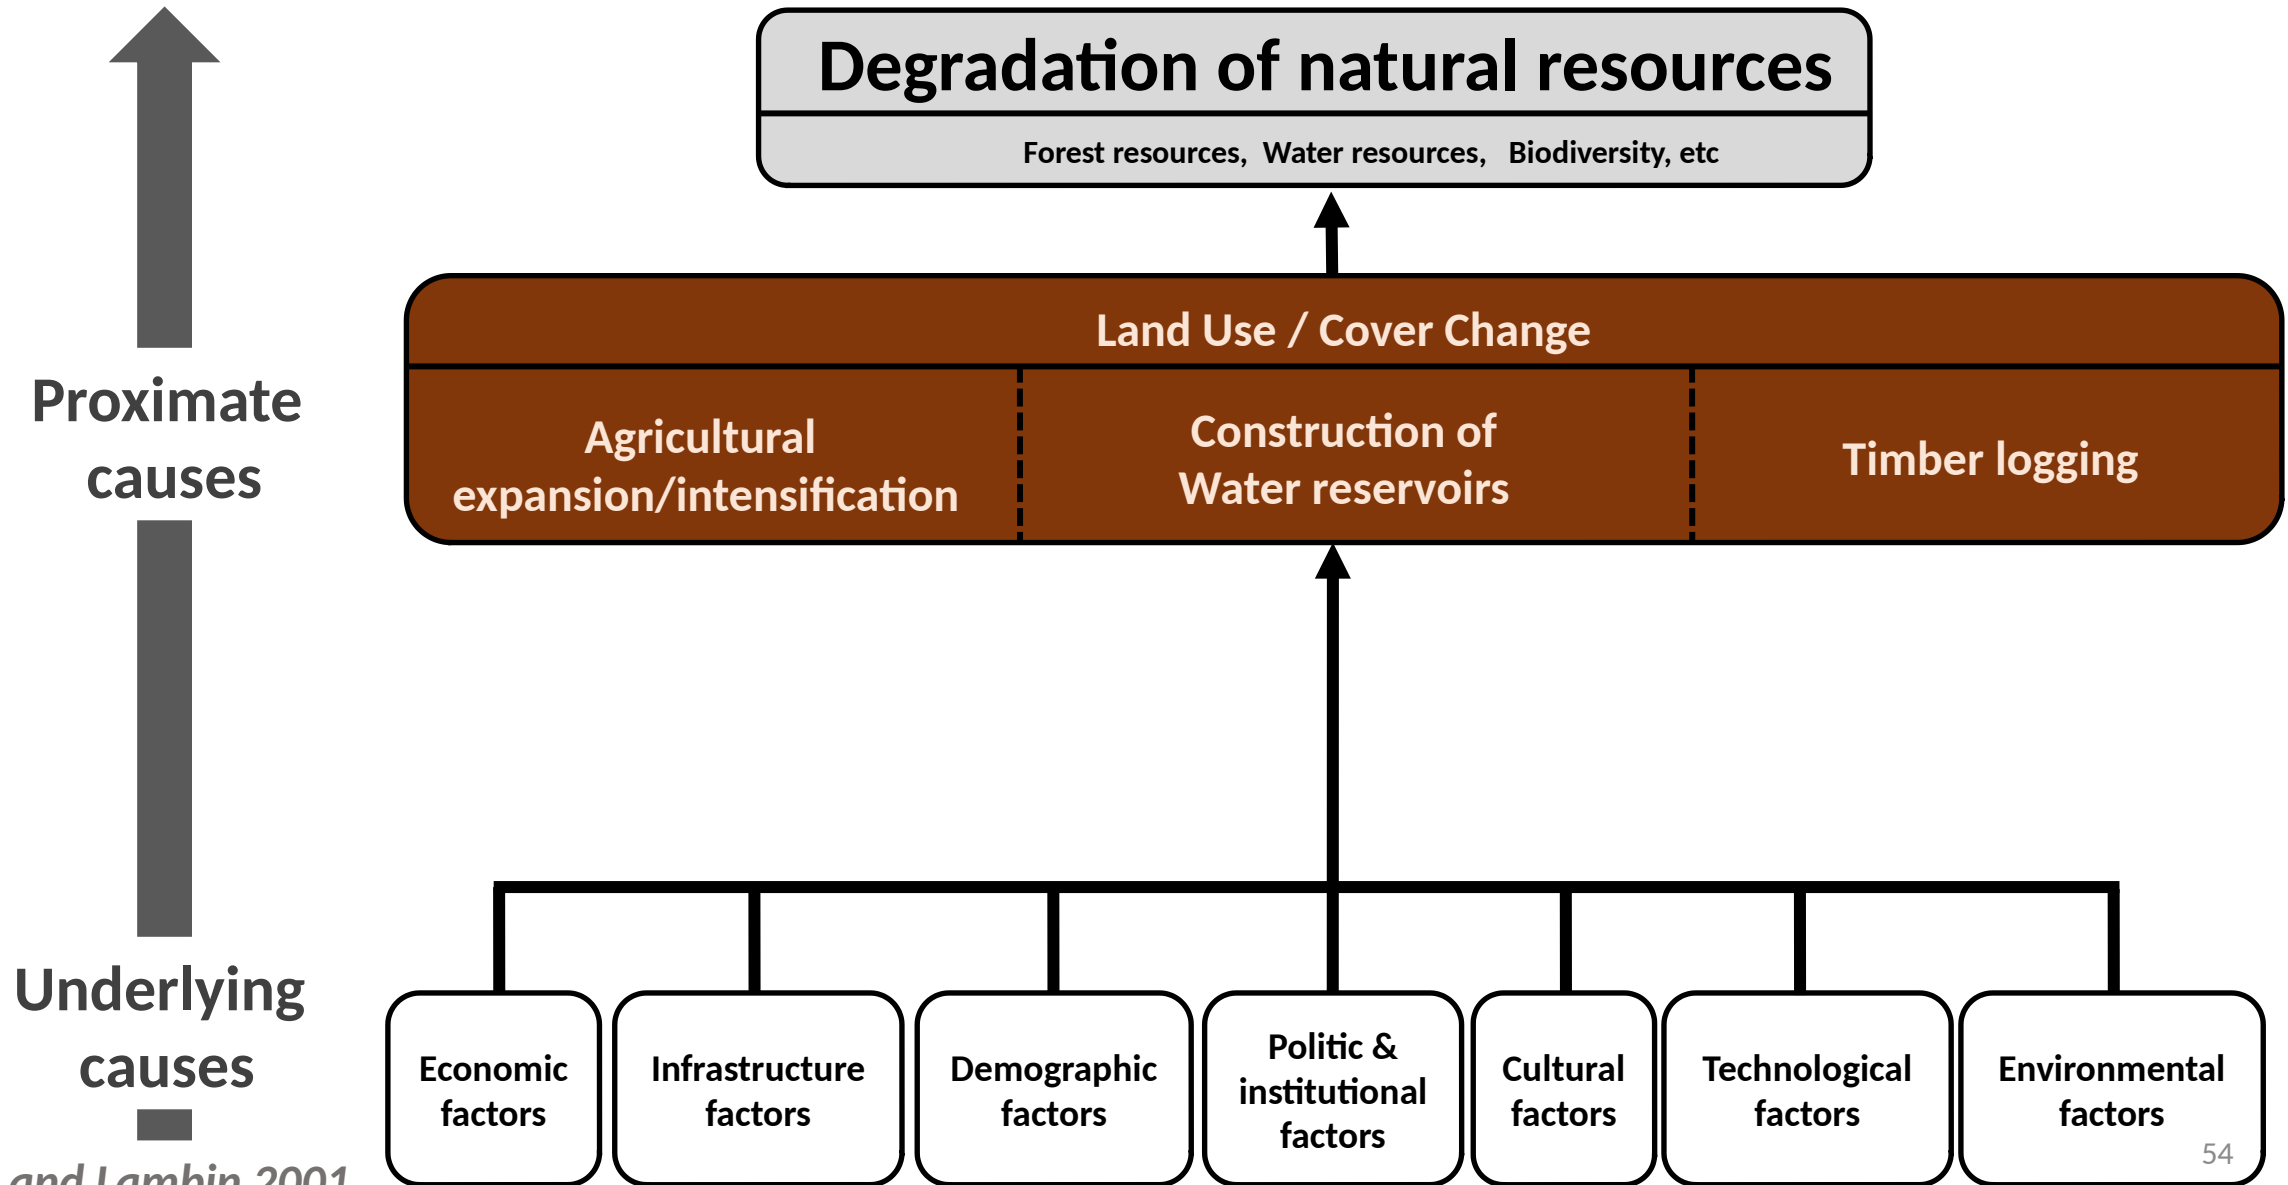 Degradation of natural resources
Forest resources, Water resources, Biodiversity, etc
Land Use / Cover Change
Proximate
causes
Agricultural
expansion/intensification
Construction of
Water reservoirs
Timber logging
Underlying
causes
Economic
factors
Infrastructure
factors
Demographic
factors
Politic &
institutional
factors
Cultural
factors
Technological
factors
Environmental
factors
54
and Lambin 2001